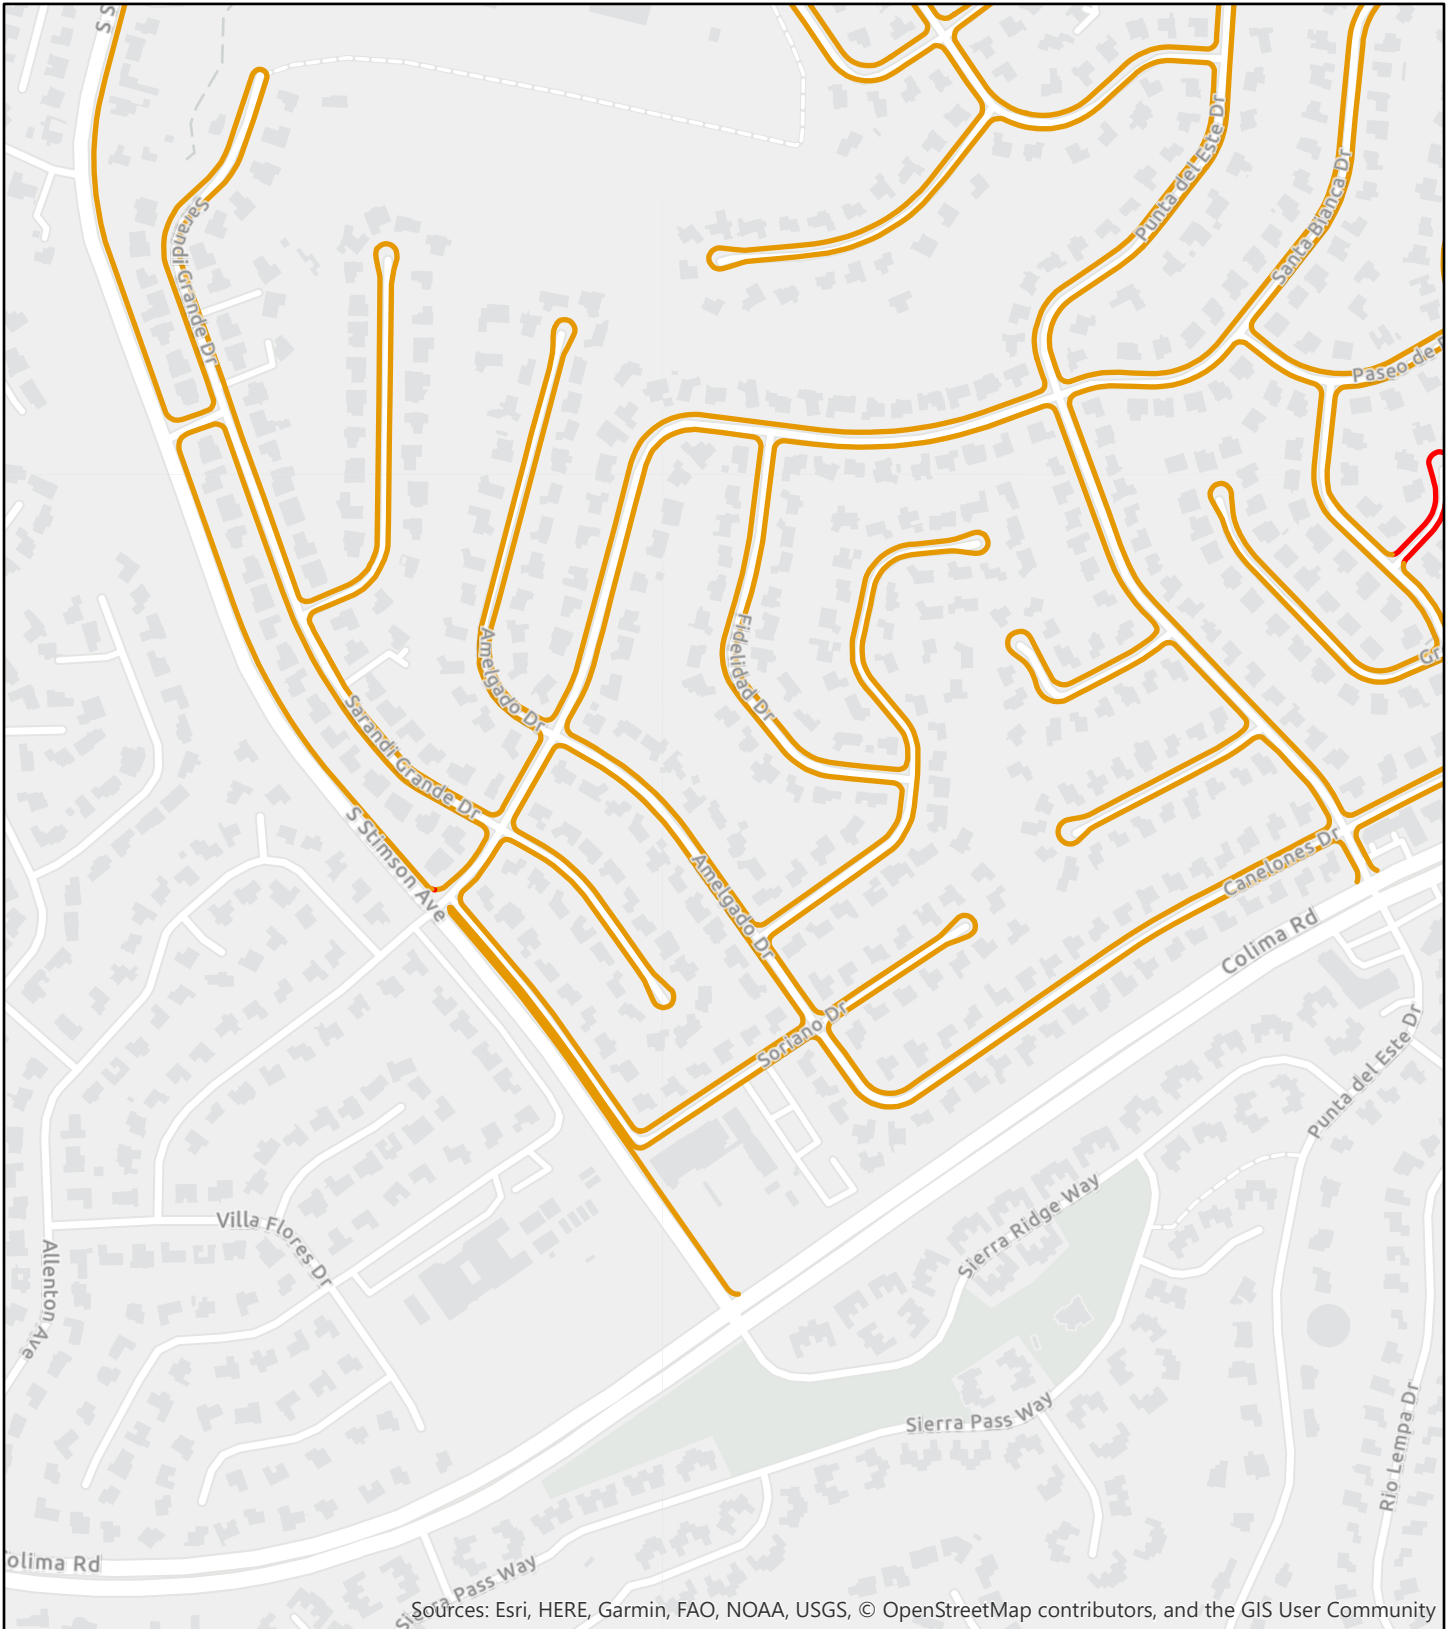 S S
Punta del Este Dr
Santa Bianca Dr
Sarandi Grande Dr
Paseo de
Amelgado Dr
Fidelidad Dr
Gr
Sarandi Grande Dr
S Stimson Ave
Amelgado Dr
Canelones Dr
Colima Rd
Soriano Dr
Punta del Este Dr
Sierra Ridge Way
Villa Flores Dr
Allenton Ave
Sierra Pass Way
Rio Lempa Dr
olima Rd
Sierra Pass Way
Sources: Esri, HERE, Garmin, FAO, NOAA, USGS, © OpenStreetMap contributors, and the GIS User Community